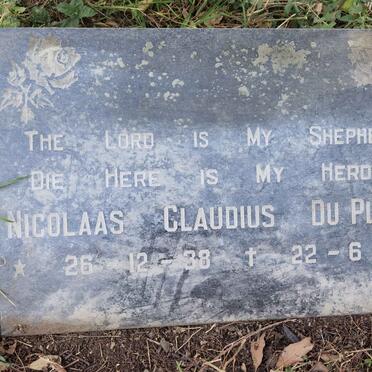 The Lord is My Shephe
Die Here is My Herd
Nicolaas Claudius Du Pl
* 26-12-38 † 22-6